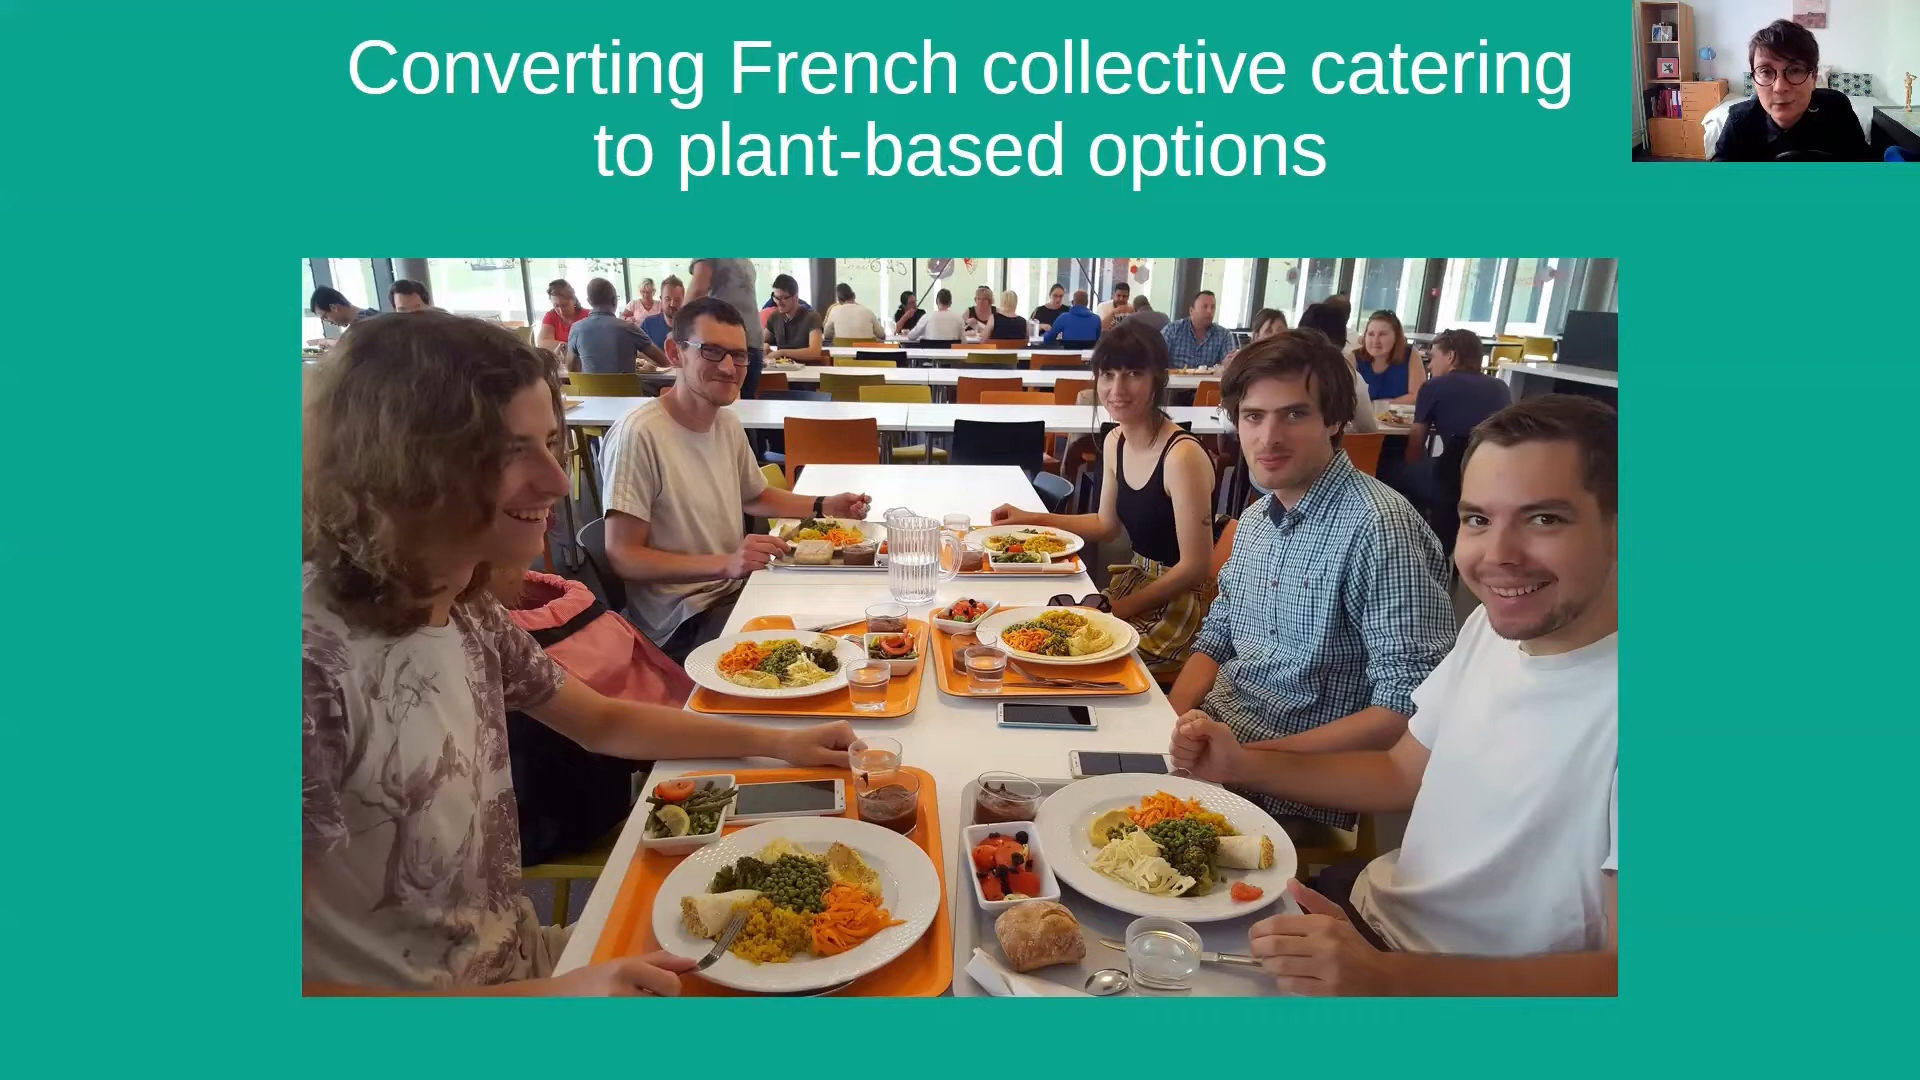 Converting French collective catering
to plant-based options